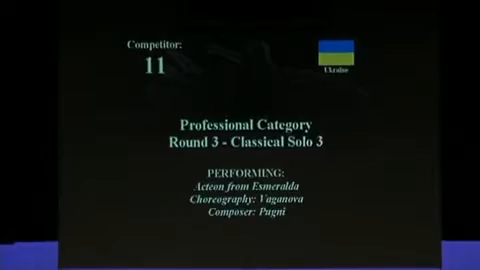 Competitor:
11
Ukraine
Professional Category
Round 3 - Classical Solo 3
PERFORMING:
Acteon from Esmeralda
Choreography: Vaganova
Composer: Pugni